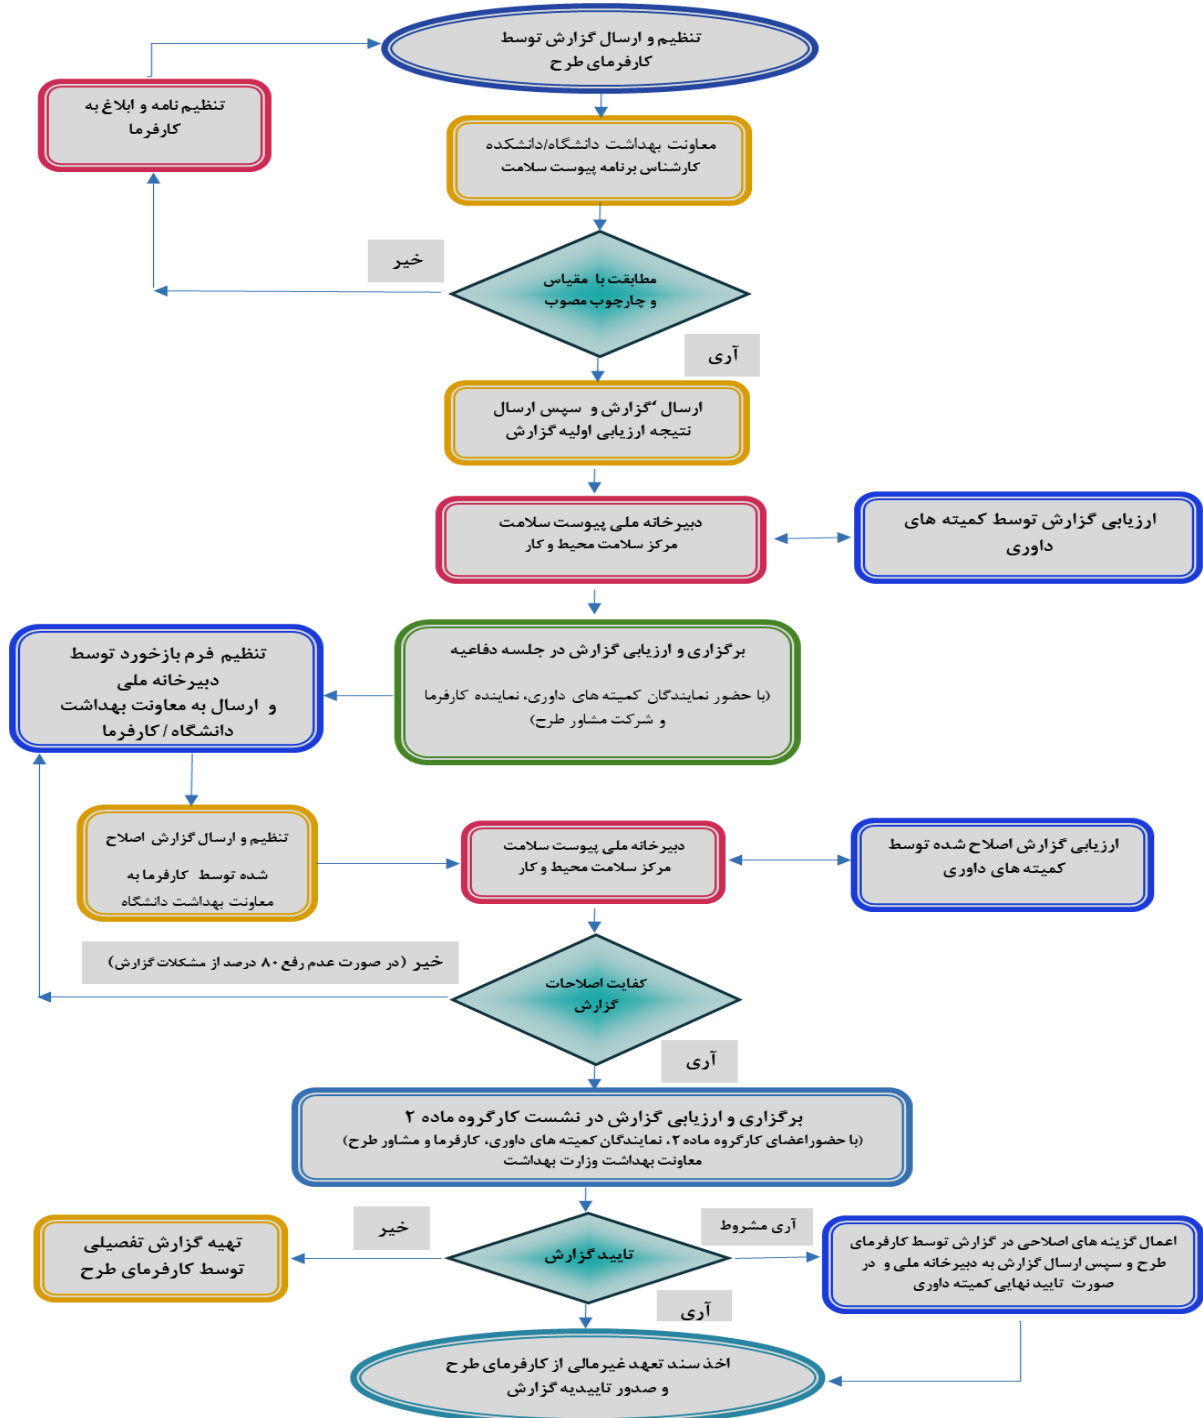 تنظیم و ارسال گزارش توسط
کارفرمای طرح
تنظیم نامه و ابلاغ به
کارفرما
معاونت بهداشت دانشگاه/دانشکده
کارشناس برنامه پیوست سلامت
خیر
مطابقت با مقیاس
و چارچوب مصوب
آری
ارسال ‘گزارش و سپس ارسال
نتیجه ارزیابی اولیه گزارش
دبیرخانه ملی پیوست سلامت
مرکز سلامت محیط و کار
ارزیابی گزارش توسط کمیته های
داوری
برگزاری و ارزیابی گزارش در جلسه دفاعیه
(با حضور نمایندگان کمیته های داوری، نماینده کارفرما
و شرکت مشاور طرح)
تنظیم فرم بازخورد توسط
دبیرخانه ملی
و ارسال به معاونت بهداشت
دانشگاه / کارفرما
تنظیم و ارسال گزارش اصلاح
شده توسط کارفرما به
معاونت بهداشت دانشگاه
دبیرخانه ملی پیوست سلامت
مرکز سلامت محیط و کار
ارزیابی گزارش اصلاح شده توسط
کمیته های داوری
خیر (در صورت عدم رفع ۸۰ درصد از مشکلات گزارش)
کفایت اصلاحات
گزارش
آری
برگزاری و ارزیابی گزارش در نشست کارگروه ماده ۲
(با حضوراعضای کارگروه ماده ۲، نمایندگان کمیته های داوری، کارفرما و مشاور طرح)
معاونت بهداشت وزارت بهداشت
خیر
آری مشروط
تایید گزارش
تهیه گزارش تفصیلی
توسط کارفرمای طرح
اعمال گزینه های اصلاحی در گزارش توسط کارفرمای
طرح و سپس ارسال گزارش به دبیرخانه ملی و در
صورت تایید نهایی کمیته داوری
آری
اخذ سند تعهد غیرمالی از کارفرمای طرح
و صدور تاییدیه گزارش